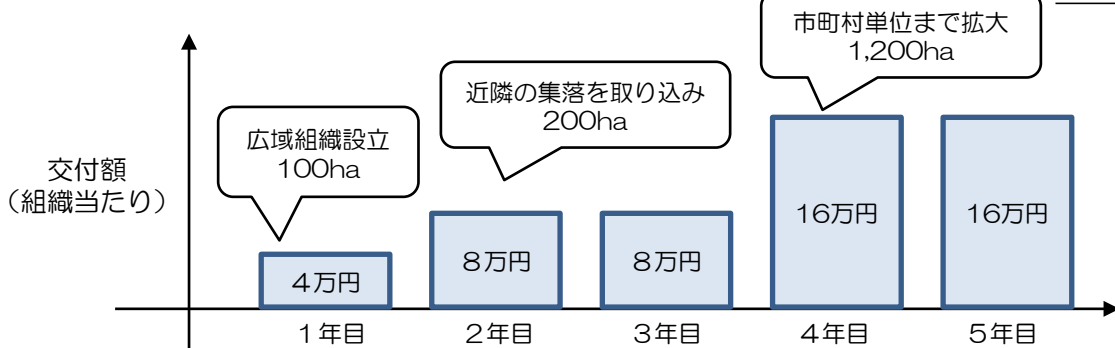 市町村単位まで拡大
1,200ha
近隣の集落を取り込み
200ha
広域組織設立
100ha
交付額
（組織当たり）
４万円
８万円
８万円
16万円
16万円
１年目
２年目
３年目
４年目
５年目